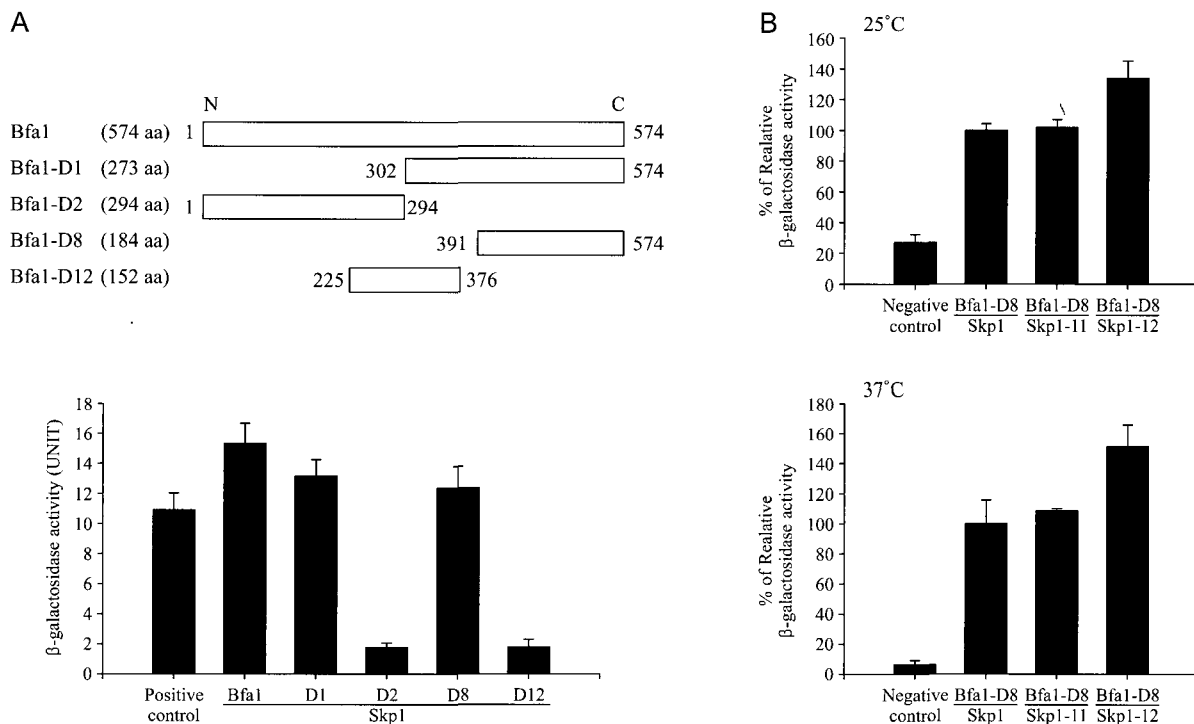 A
N C
Bfa1 (574 aa) 1 574
Bfa1-D1 (273 aa) 302 574
Bfa1-D2 (294 aa) 1 294
Bfa1-D8 (184 aa) 391 574
Bfa1-D12 (152 aa) 225 376
β-galactosidase activity (UNIT)
18
16
14
12
10
8
6
4
2
0
Positive control
Bfa1 D1 D2 D8 D12
Skp1
B
25°C
% of Realative
β-galactosidase activity
160
140
120
100
80
60
40
20
0
Negative Bfa1-D8 Bfa1-D8 Bfa1-D8
control Skp1 Skp1-11 Skp1-12
37°C
% of Realative
β-galactosidase activity
180
160
140
120
100
80
60
40
20
0
Negative Bfa1-D8 Bfa1-D8 Bfa1-D8
control Skp1 Skp1-11 Skp1-12